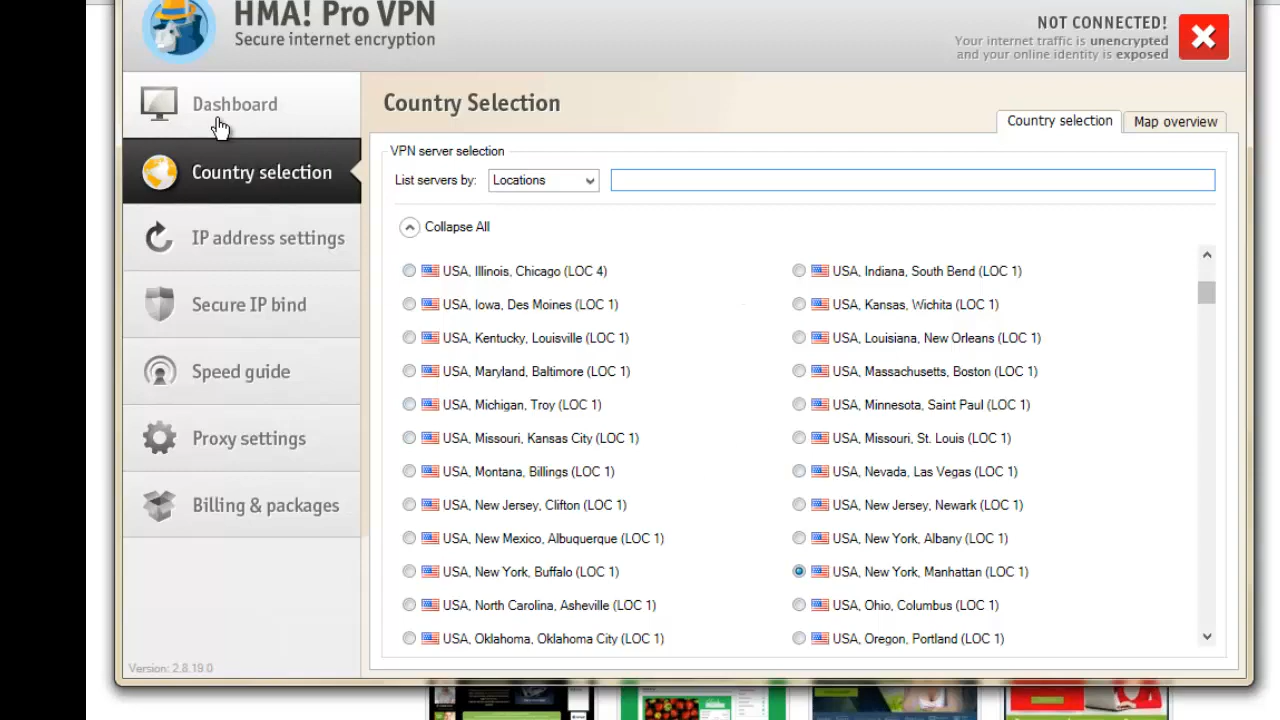 HMA! Pro VPN
Secure internet encryption
NOT CONNECTED!
Your internet traffic is unencrypted
and your online identity is exposed
Dashboard
Country selection
IP address settings
Secure IP bind
Speed guide
Proxy settings
Billing & packages
Version: 2.8.19.0
Country Selection
Country selection
Map overview
VPN server selection
List servers by:
Locations
Collapse All
USA, Illinois, Chicago (LOC 4)
USA, Indiana, South Bend (LOC 1)
USA, Iowa, Des Moines (LOC 1)
USA, Kansas, Wichita (LOC 1)
USA, Kentucky, Louisville (LOC 1)
USA, Louisiana, New Orleans (LOC 1)
USA, Maryland, Baltimore (LOC 1)
USA, Massachusetts, Boston (LOC 1)
USA, Michigan, Troy (LOC 1)
USA, Minnesota, Saint Paul (LOC 1)
USA, Missouri, Kansas City (LOC 1)
USA, Missouri, St. Louis (LOC 1)
USA, Montana, Billings (LOC 1)
USA, Nevada, Las Vegas (LOC 1)
USA, New Jersey, Clifton (LOC 1)
USA, New Jersey, Newark (LOC 1)
USA, New Mexico, Albuquerque (LOC 1)
USA, New York, Albany (LOC 1)
USA, New York, Buffalo (LOC 1)
USA, New York, Manhattan (LOC 1)
USA, North Carolina, Asheville (LOC 1)
USA, Ohio, Columbus (LOC 1)
USA, Oklahoma, Oklahoma City (LOC 1)
USA, Oregon, Portland (LOC 1)